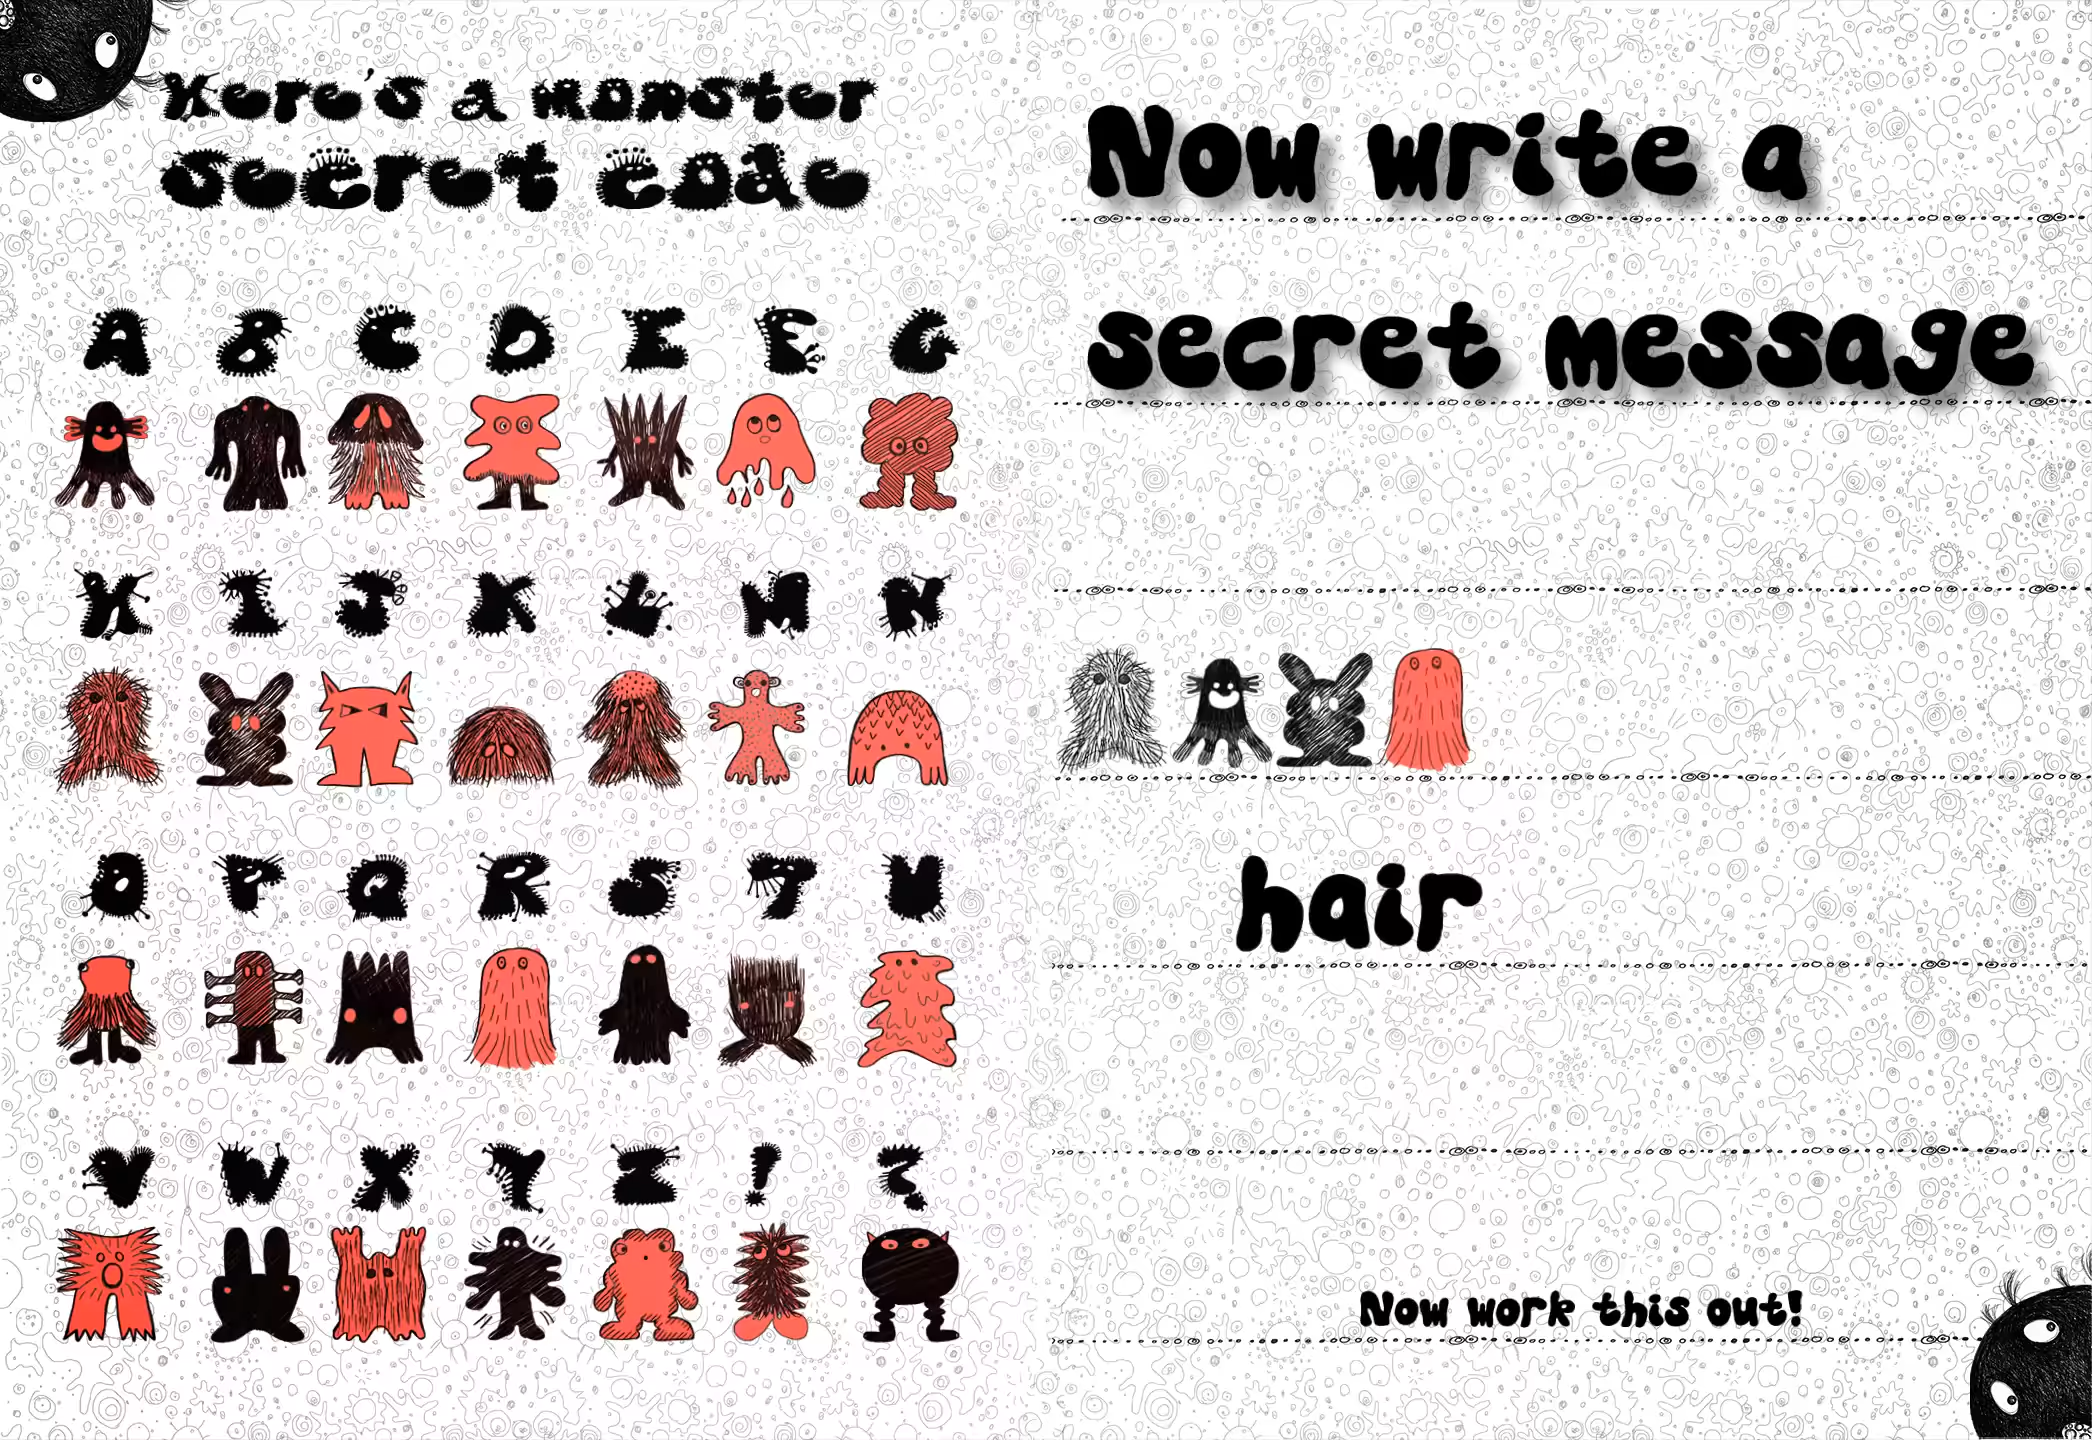 Here's a monster
secret code
A B C D E F G
H I J K L M N
O P Q R S T U
V W X Y Z ! ?
Now write a
secret message
hair
Now work this out!